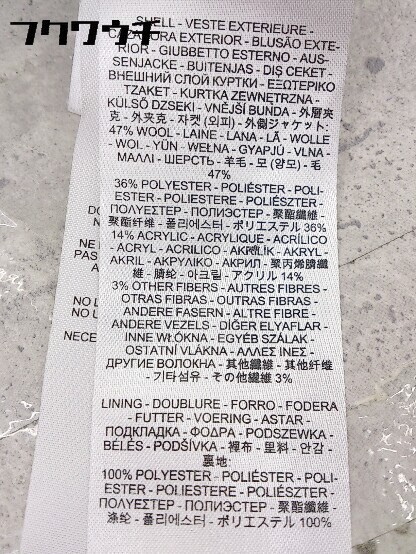 フクワウチ
SHELL - VESTE EXTERIEURE -
CAZADORA EXTERIOR - BLUSÃO EXTE-
RIOR - GIUBBETTO ESTERNO - AUS-
SENJACKE - BUITENJAS - DIŞ CEKET -
ВНЕШНИЙ СЛОЙ КУРТКИ - ΕΞΩΤΕΡΙΚΟ
ΤΖΑΚΕΤ - KURTKA ZEWNĘTRZNA -
KÜLSŐ DZSEKI - VNĚJŠÍ BUNDA - 外層夾
克 - 外夹克 - 자켓 (외피) - 外側ジャケット:
47% WOOL - LAINE - LANA - LÃ - WOLLE
- WOL - YÜN - WEŁNA - GYAPJÚ - VLNA -
ΜΑΛΛΙ - ШЕРСТЬ - 羊毛 - 모 (양모) - 毛
47%
36% POLYESTER - POLIÉSTER - POLI-
ESTER - POLIESTERE - POLIÉSZTER -
ΠΟΛΥΕΣΤΕΡ - ПОЛИЭСТЕР - 聚酯纖維 -
聚酯纤维 - 폴리에스터 - ポリエステル 36%
14% ACRYLIC - ACRYLIQUE - ACRÍLICO
- ACRYL - ACRILICO - AKRİLİK - AKRYL -
AKRIL - ΑΚΡΥΛΙΚΟ - АКРИЛ - 聚丙烯腈纖
維 - 腈纶 - 아크릴 - アクリル 14%
3% OTHER FIBERS - AUTRES FIBRES -
OTRAS FIBRAS - OUTRAS FIBRAS -
ANDERE FASERN - ALTRE FIBRE -
ANDERE VEZELS - DİĞER ELYAFLAR -
INNE WŁÓKNA - EGYÉB SZÁLAK -
OSTATNÍ VLÁKNA - ΑΛΛΕΣ ΙΝΕΣ -
ДРУГИЕ ВОЛОКНА - 其他纖維 - 其他纤维
- 기타섬유 - その他繊維 3%
LINING - DOUBLURE - FORRO - FODERA
- FUTTER - VOERING - ASTAR -
ПОДКЛАДКА - ΦΟΔΡΑ - PODSZEWKA -
BÉLÉS - PODŠÍVKA - 裡布 - 里料 - 안감 -
裏地:
100% POLYESTER - POLIÉSTER - POLI-
ESTER - POLIESTERE - POLIÉSZTER -
ΠΟΛΥΕΣΤΕΡ - ПОЛИЭСТЕР - 聚酯纖維 -
涤纶 - 폴리에스터 - ポリエステル 100%